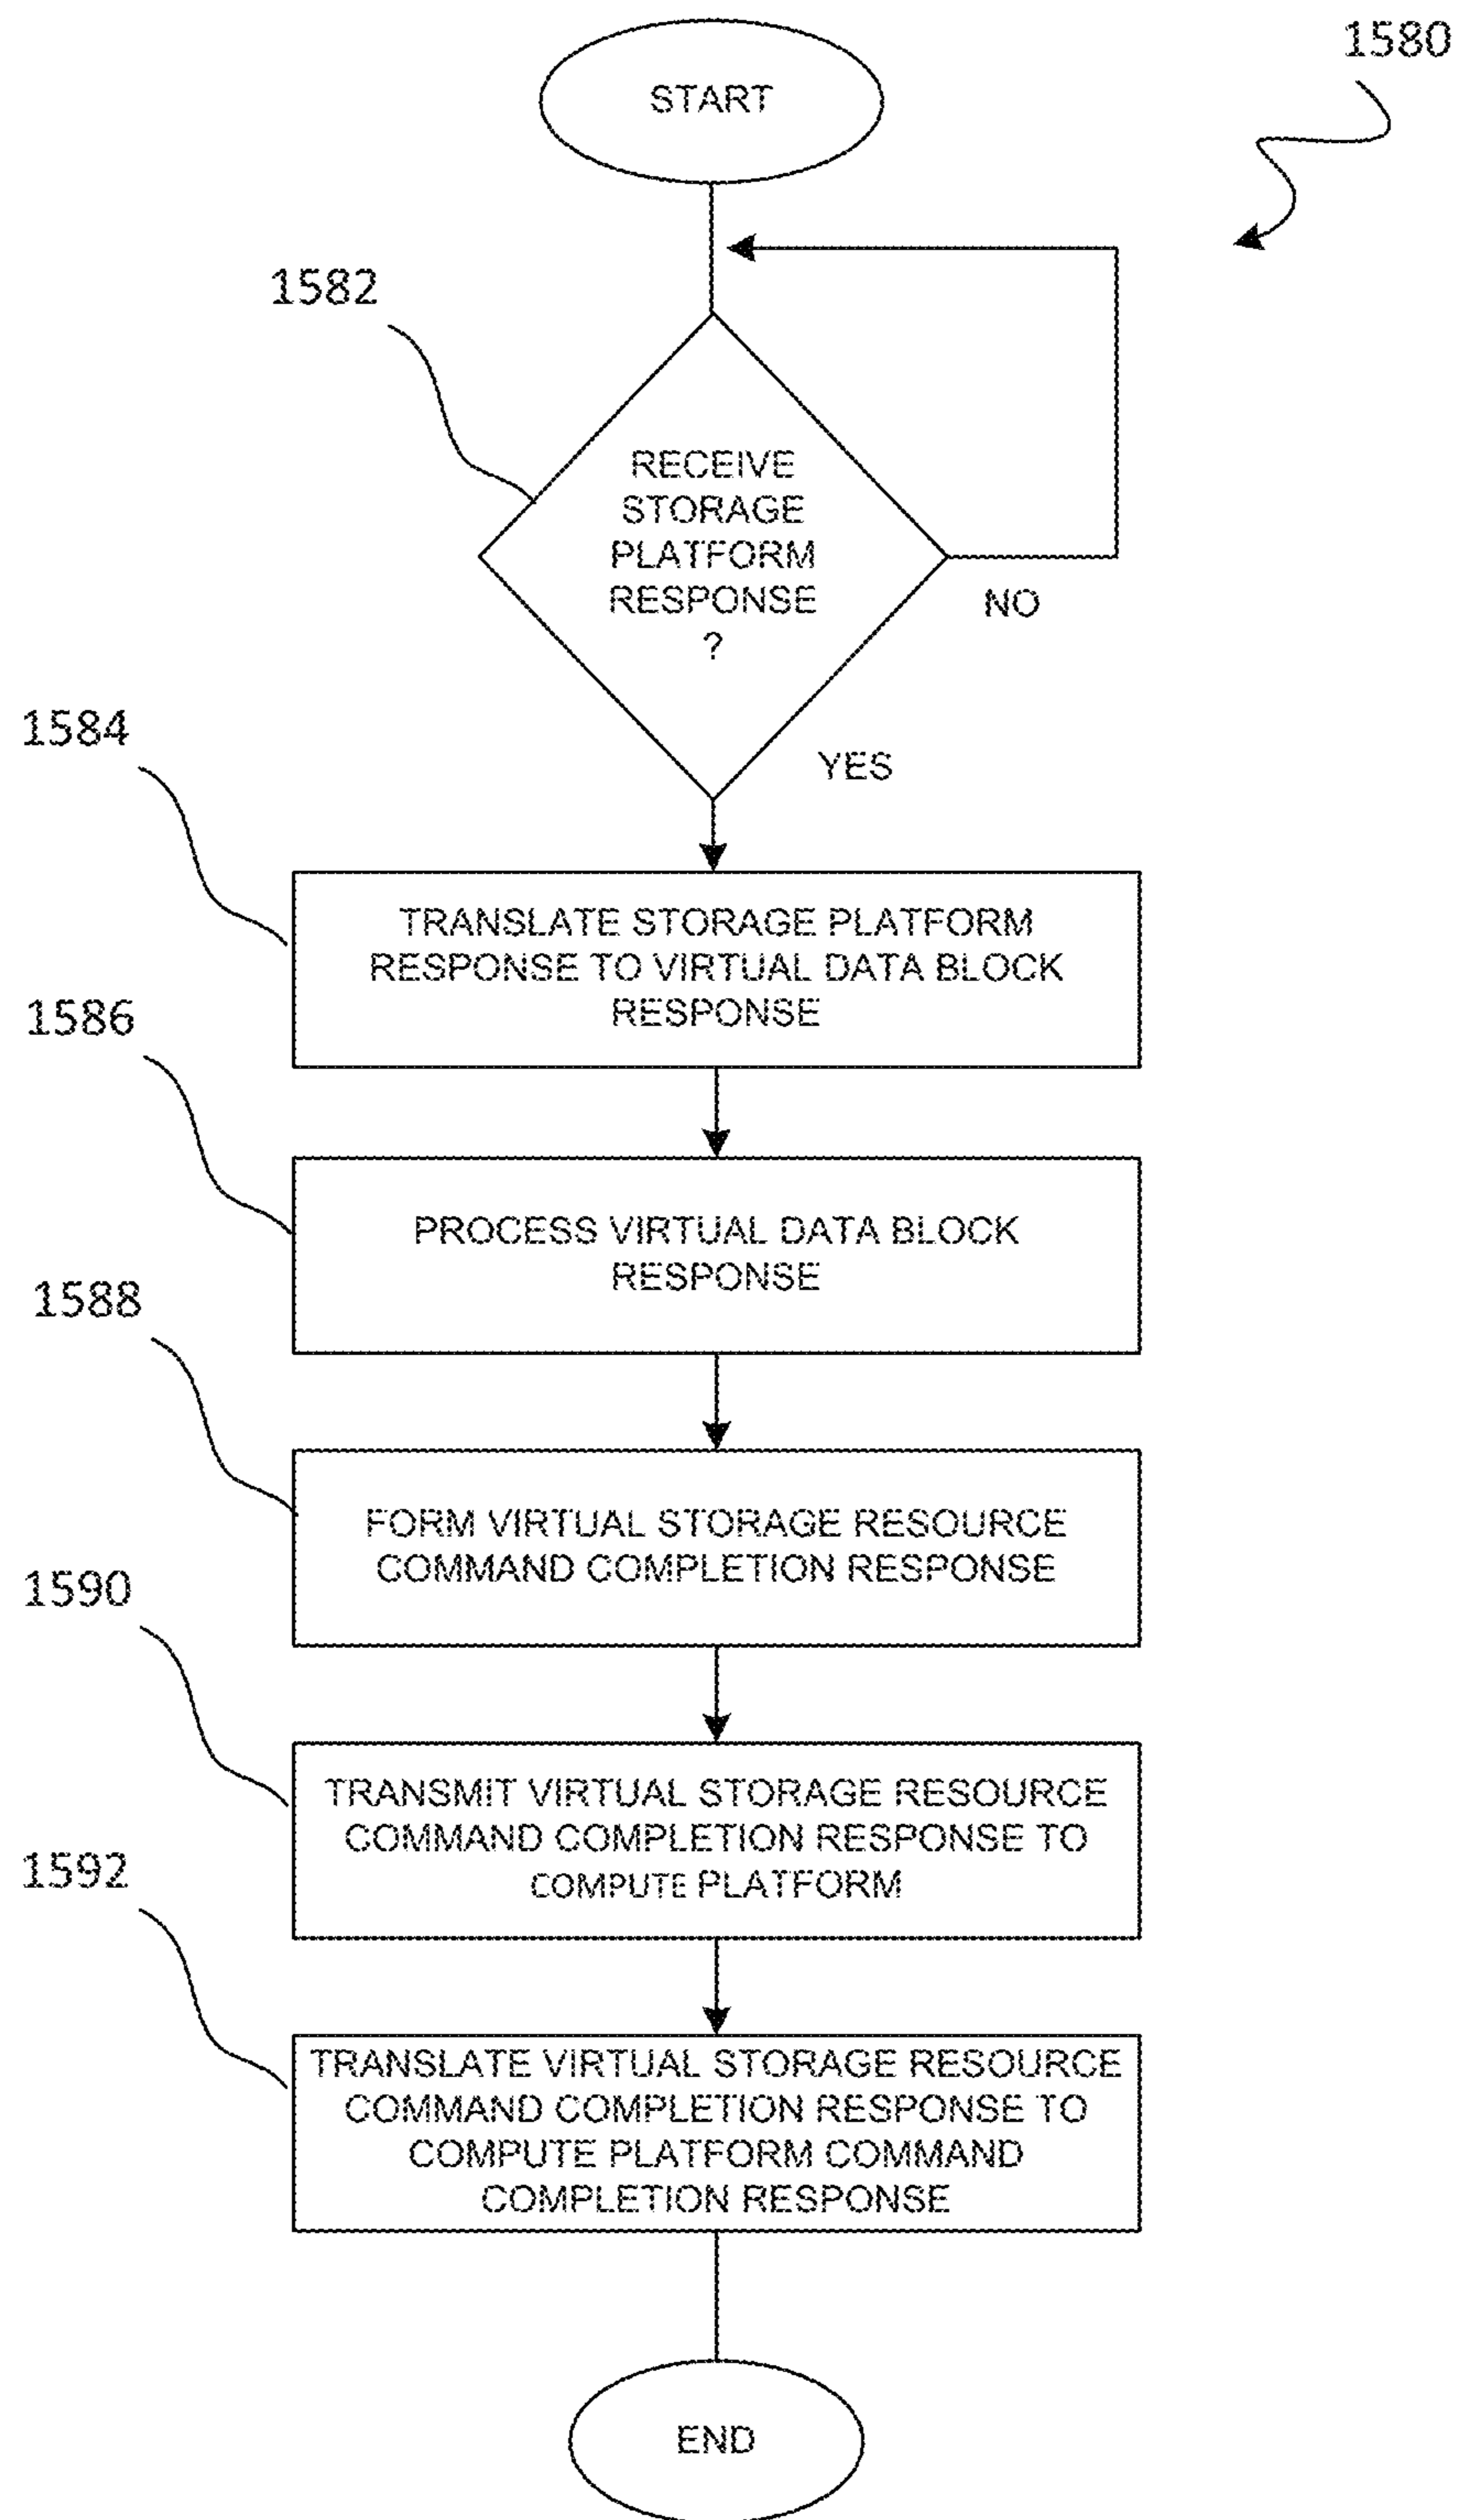 1580
START
1582
RECEIVE
STORAGE
PLATFORM
RESPONSE
?
NO
YES
1584
TRANSLATE STORAGE PLATFORM
RESPONSE TO VIRTUAL DATA BLOCK
RESPONSE
1586
PROCESS VIRTUAL DATA BLOCK
RESPONSE
1588
FORM VIRTUAL STORAGE RESOURCE
COMMAND COMPLETION RESPONSE
1590
TRANSMIT VIRTUAL STORAGE RESOURCE
COMMAND COMPLETION RESPONSE TO
COMPUTE PLATFORM
1592
TRANSLATE VIRTUAL STORAGE RESOURCE
COMMAND COMPLETION RESPONSE TO
COMPUTE PLATFORM COMMAND
COMPLETION RESPONSE
END